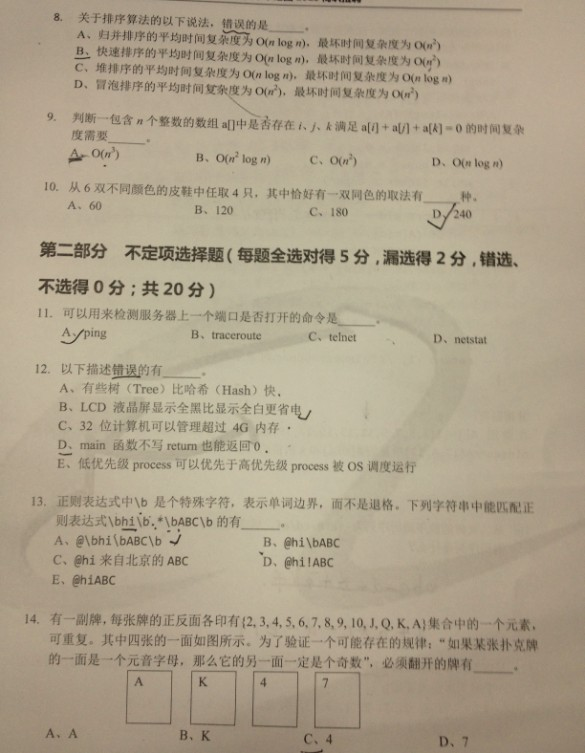 8. 关于排序算法的以下说法，错误的是____。
A、归并排序的平均时间复杂度为 O(n log n)，最坏时间复杂度为 O(n²)
B、快速排序的平均时间复杂度为 O(n log n)，最坏时间复杂度为 O(n²)
C、堆排序的平均时间复杂度为 O(n log n)，最坏时间复杂度为 O(n log n)
D、冒泡排序的平均时间复杂度为 O(n²)，最坏时间复杂度为 O(n²)
9. 判断一包含 n 个整数的数组 a[]中是否存在 i、j、k 满足 a[i] + a[j] + a[k] = 0 的时间复杂
度需要____。
A、O(n³) B、O(n² log n) C、O(n²) D、O(n log n)
10. 从 6 双不同颜色的皮鞋中任取 4 只，其中恰好有一双同色的取法有____种。
A、60 B、120 C、180 D、240
第二部分 不定项选择题（每题全选对得 5 分，漏选得 2 分，错选、
不选得 0 分；共 20 分）
11. 可以用来检测服务器上一个端口是否打开的命令是____。
A、ping B、traceroute C、telnet D、netstat
12. 以下描述错误的有____。
A、有些树（Tree）比哈希（Hash）快
B、LCD 液晶屏显示全黑比显示全白更省电
C、32 位计算机可以管理超过 4G 内存
D、main 函数不写 return 也能返回 0
E、低优先级 process 可以优先于高优先级 process 被 OS 调度运行
13. 正则表达式中\b 是个特殊字符，表示单词边界，而不是退格。下列字符串中能匹配正
则表达式\bhi\b.*\bABC\b 的有____。
A、@\bhi\bABC\b B、@hi\bABC
C、@hi 来自北京的 ABC D、@hi!ABC
E、@hiABC
14. 有一副牌，每张牌的正反面各印有{2, 3, 4, 5, 6, 7, 8, 9, 10, J, Q, K, A}集合中的一个元素，
可重复。其中四张的一面如图所示。为了验证一个可能存在的规律：“如果某张扑克牌
的一面是一个元音字母，那么它的另一面一定是个奇数”，必须翻开的牌有____。
A K 4 7
A、A B、K C、4 D、7